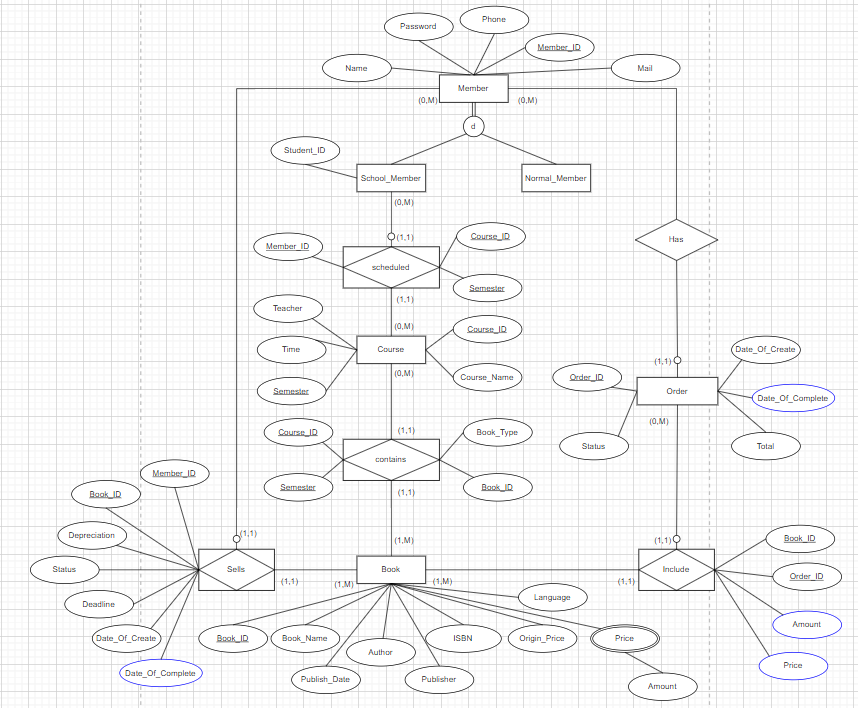 Phone
Password
Member_ID
Name
Mail
Member
(0,M)
(0,M)
d
Student_ID
School_Member
Normal_Member
(0,M)
(1,1)
Course_ID
Member_ID
Has
scheduled
Semester
(1,1)
Teacher
(0,M)
Course_ID
Time
Course
Date_Of_Create
(1,1)
(0,M)
Course_Name
Order_ID
Semester
Order
Date_Of_Complete
(0,M)
Course_ID
(1,1)
Book_Type
Status
Total
contains
Member_ID
Semester
Book_ID
Book_ID
(1,1)
Depreciation
(1,1)
(1,M)
(1,1)
Book_ID
Status
Sells
Book
Include
Order_ID
(1,1)
(1,M)
(1,M)
(1,1)
Language
Deadline
Amount
Date_Of_Create
Book_ID
Book_Name
ISBN
Origin_Price
Price
Author
Price
Date_Of_Complete
Publish_Date
Publisher
Amount